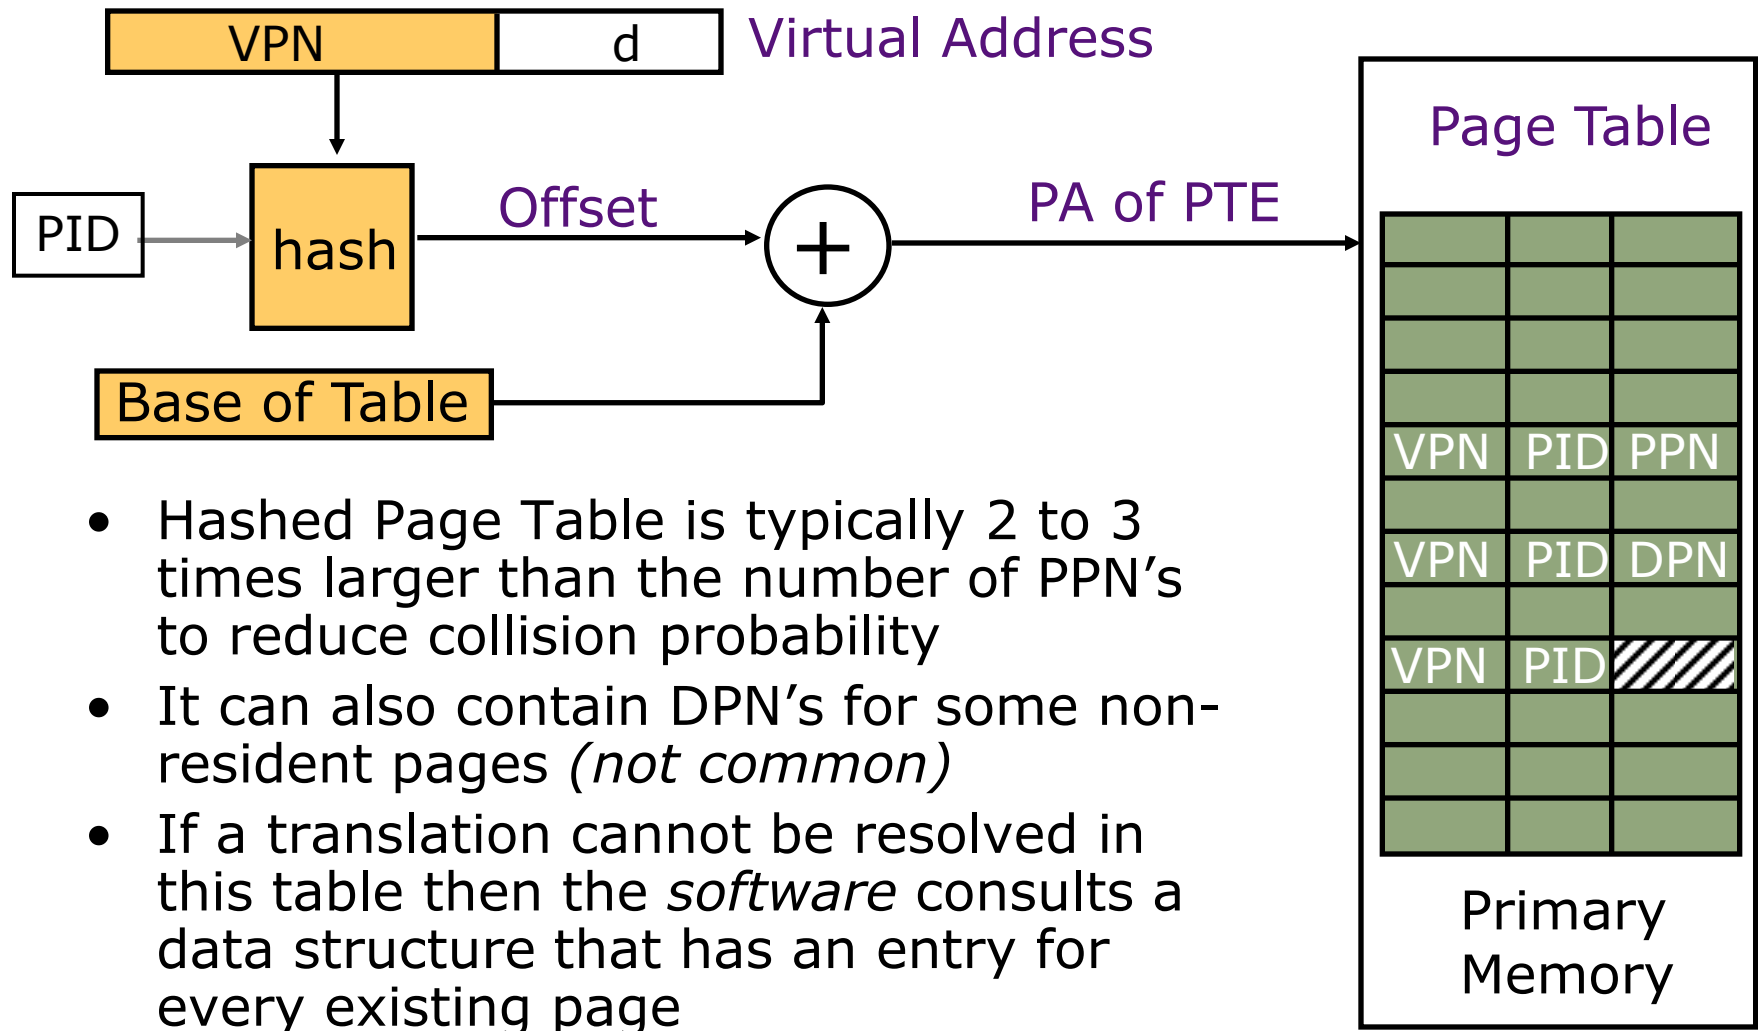 VPN d Virtual Address
Page Table
PID hash Offset + PA of PTE
Base of Table
VPN PID PPN
VPN PID DPN
VPN PID
• Hashed Page Table is typically 2 to 3
times larger than the number of PPN's
to reduce collision probability
• It can also contain DPN's for some non-
resident pages (not common)
• If a translation cannot be resolved in
this table then the software consults a
data structure that has an entry for
every existing page
Primary
Memory